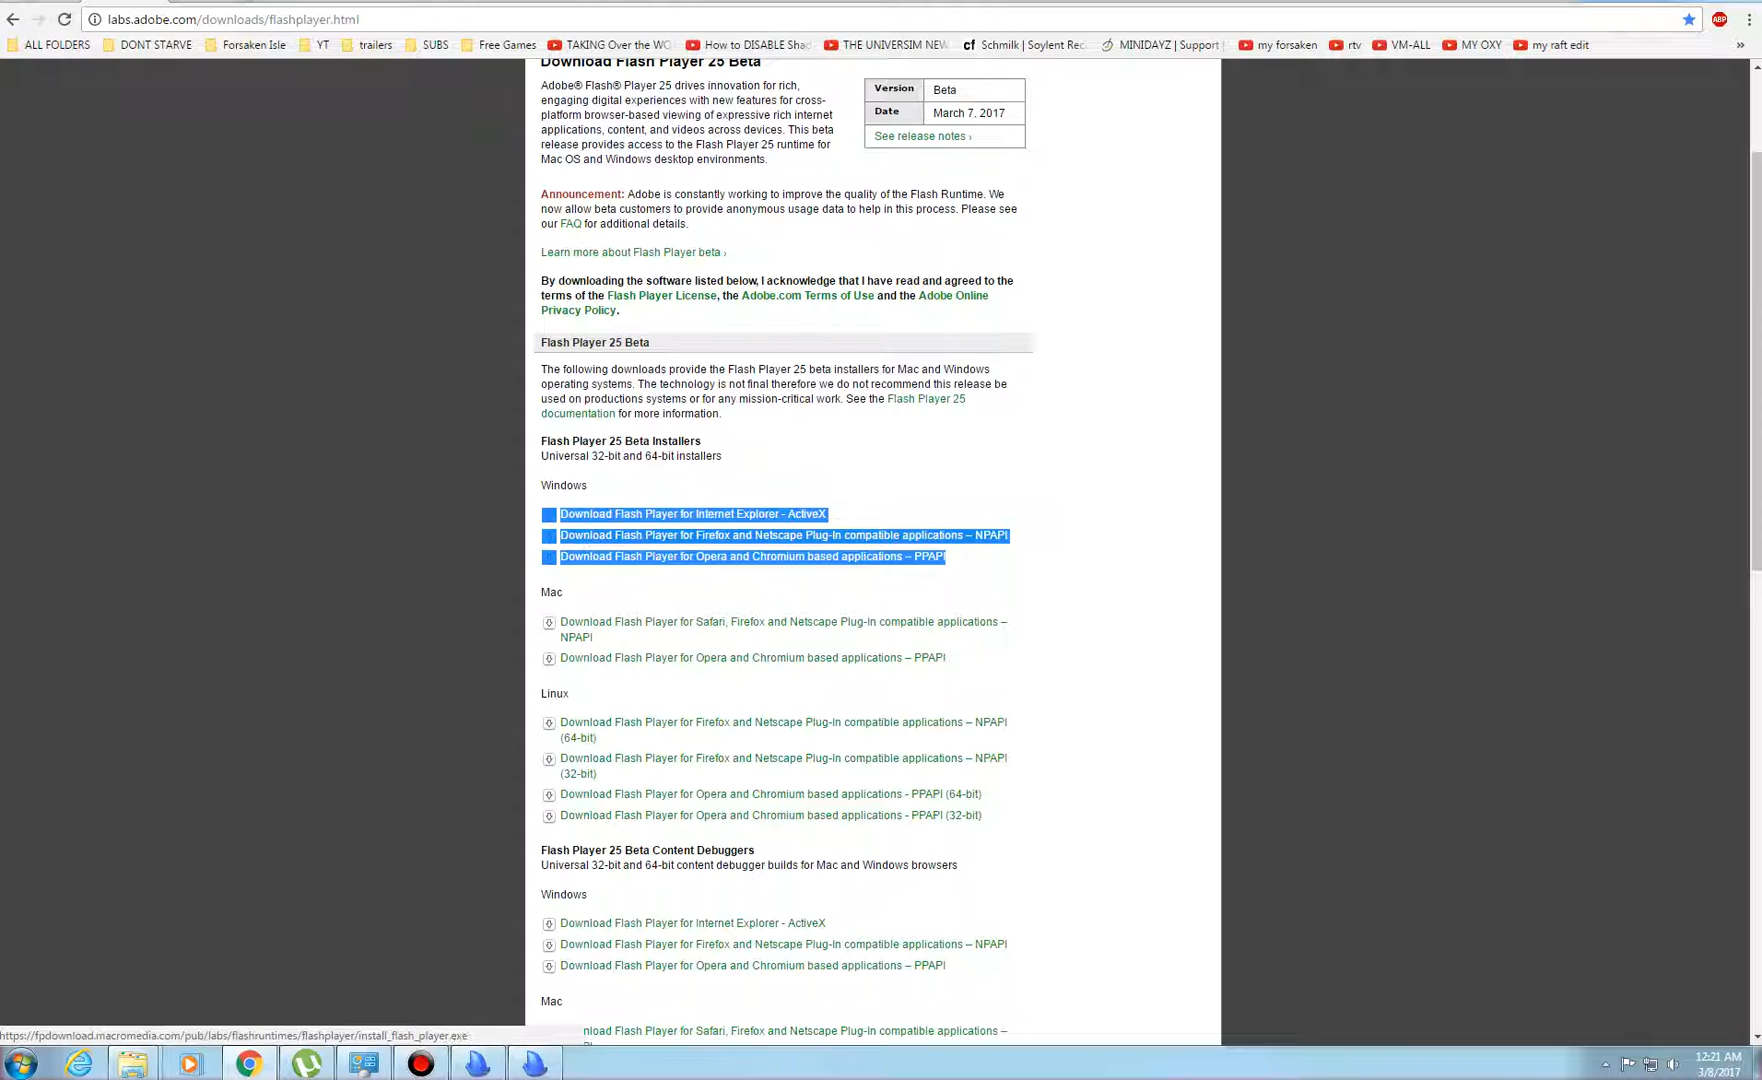 labs.adobe.com/downloads/flashplayer.html
ABP
ALL FOLDERS
DONT STARVE
Forsaken Isle
YT
trailers
SUBS
Free Games
TAKING Over the WO
How to DISABLE Shad
THE UNIVERSIM NEW
cf Schmilk | Soylent Rec
MINIDAYZ | Support
my forsaken
rtv
VM-ALL
MY OXY
my raft edit
»
Download Flash Player 25 Beta
Adobe® Flash® Player 25 drives innovation for rich,
engaging digital experiences with new features for cross-
platform browser-based viewing of expressive rich internet
applications, content, and videos across devices. This beta
release provides access to the Flash Player 25 runtime for
Mac OS and Windows desktop environments.
Version Beta
Date March 7, 2017
See release notes ›
Announcement: Adobe is constantly working to improve the quality of the Flash Runtime. We
now allow beta customers to provide anonymous usage data to help in this process. Please see
our FAQ for additional details.
Learn more about Flash Player beta ›
By downloading the software listed below, I acknowledge that I have read and agreed to the
terms of the Flash Player License, the Adobe.com Terms of Use and the Adobe Online
Privacy Policy.
Flash Player 25 Beta
The following downloads provide the Flash Player 25 beta installers for Mac and Windows
operating systems. The technology is not final therefore we do not recommend this release be
used on productions systems or for any mission-critical work. See the Flash Player 25
documentation for more information.
Flash Player 25 Beta Installers
Universal 32-bit and 64-bit installers
Windows
Download Flash Player for Internet Explorer - ActiveX
Download Flash Player for Firefox and Netscape Plug-In compatible applications – NPAPI
Download Flash Player for Opera and Chromium based applications – PPAPI
Mac
Download Flash Player for Safari, Firefox and Netscape Plug-In compatible applications –
NPAPI
Download Flash Player for Opera and Chromium based applications – PPAPI
Linux
Download Flash Player for Firefox and Netscape Plug-In compatible applications – NPAPI
(64-bit)
Download Flash Player for Firefox and Netscape Plug-In compatible applications – NPAPI
(32-bit)
Download Flash Player for Opera and Chromium based applications - PPAPI (64-bit)
Download Flash Player for Opera and Chromium based applications - PPAPI (32-bit)
Flash Player 25 Beta Content Debuggers
Universal 32-bit and 64-bit content debugger builds for Mac and Windows browsers
Windows
Download Flash Player for Internet Explorer - ActiveX
Download Flash Player for Firefox and Netscape Plug-In compatible applications – NPAPI
Download Flash Player for Opera and Chromium based applications – PPAPI
Mac
nload Flash Player for Safari, Firefox and Netscape Plug-In compatible applications –
https://fpdownload.macromedia.com/pub/labs/flashruntimes/flashplayer/install_flash_player.exe
12:21 AM
3/8/2017